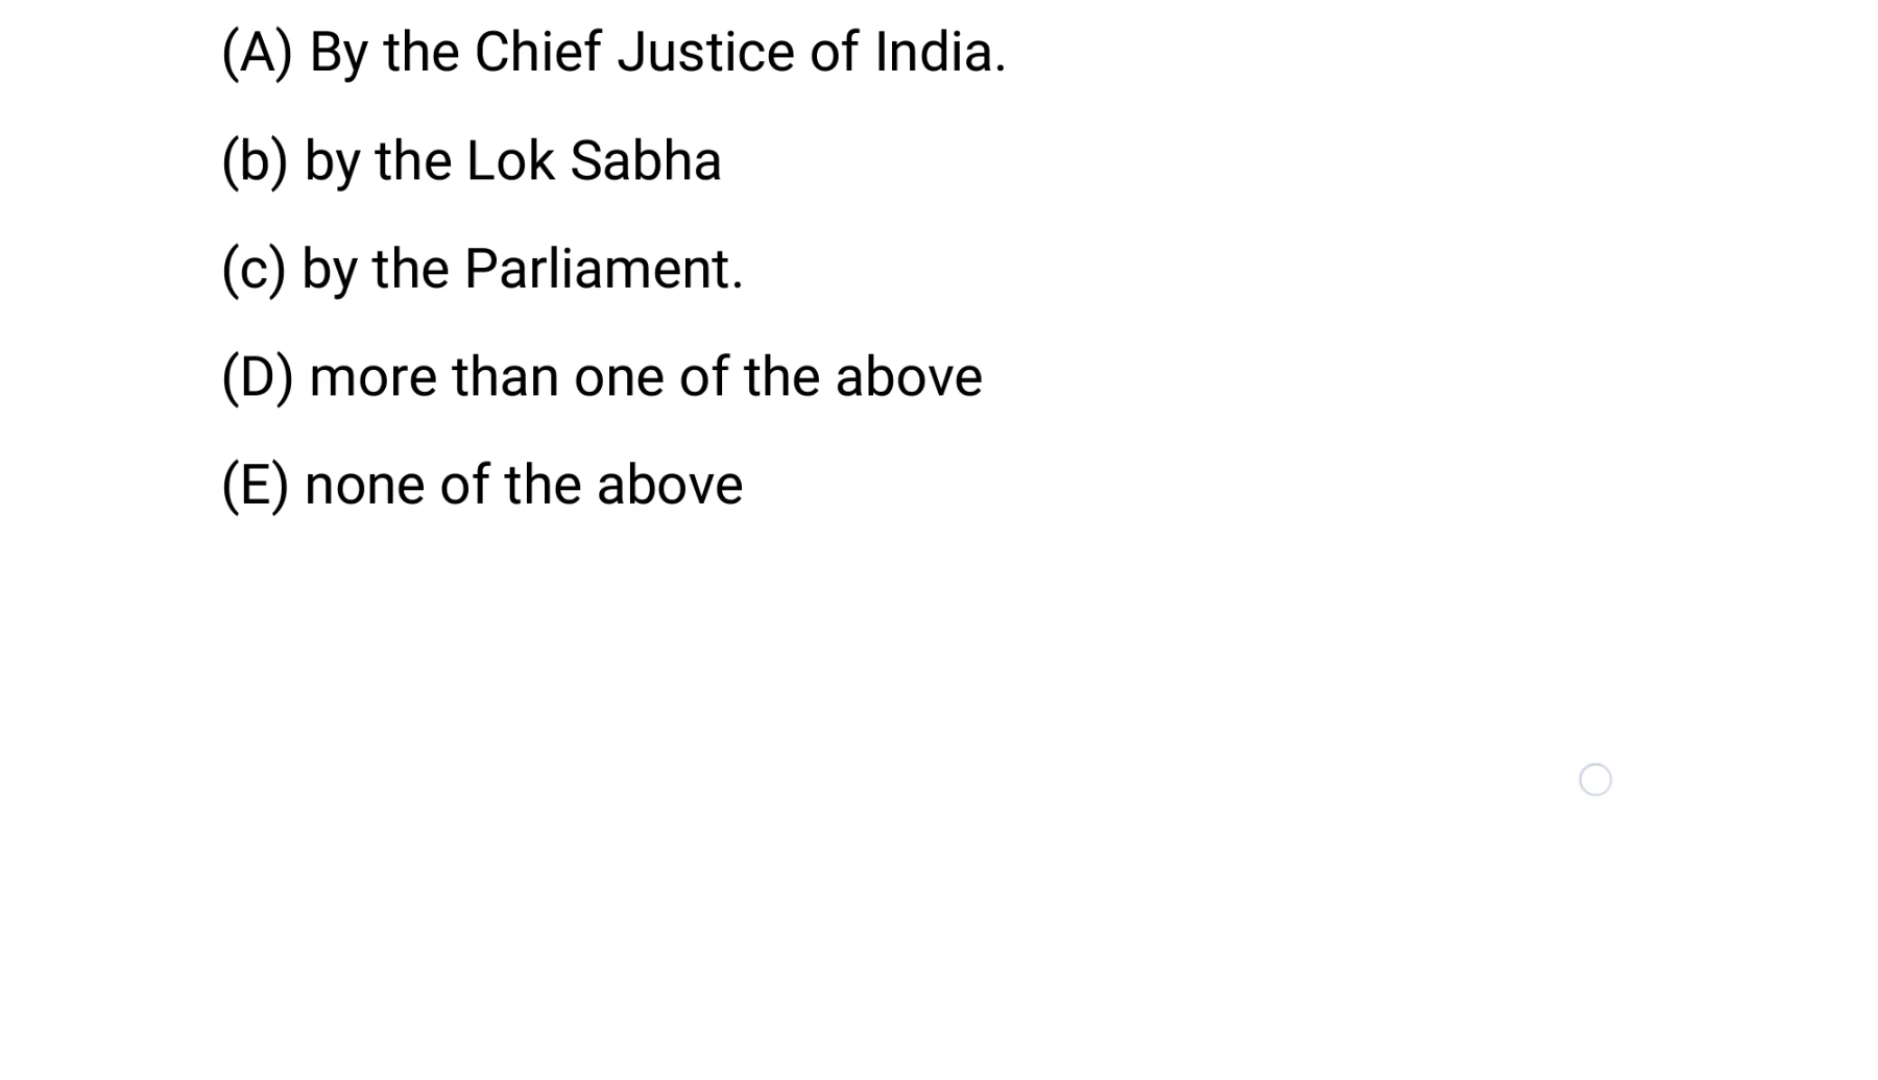 (A) By the Chief Justice of India.
(b) by the Lok Sabha
(c) by the Parliament.
(D) more than one of the above
(E) none of the above